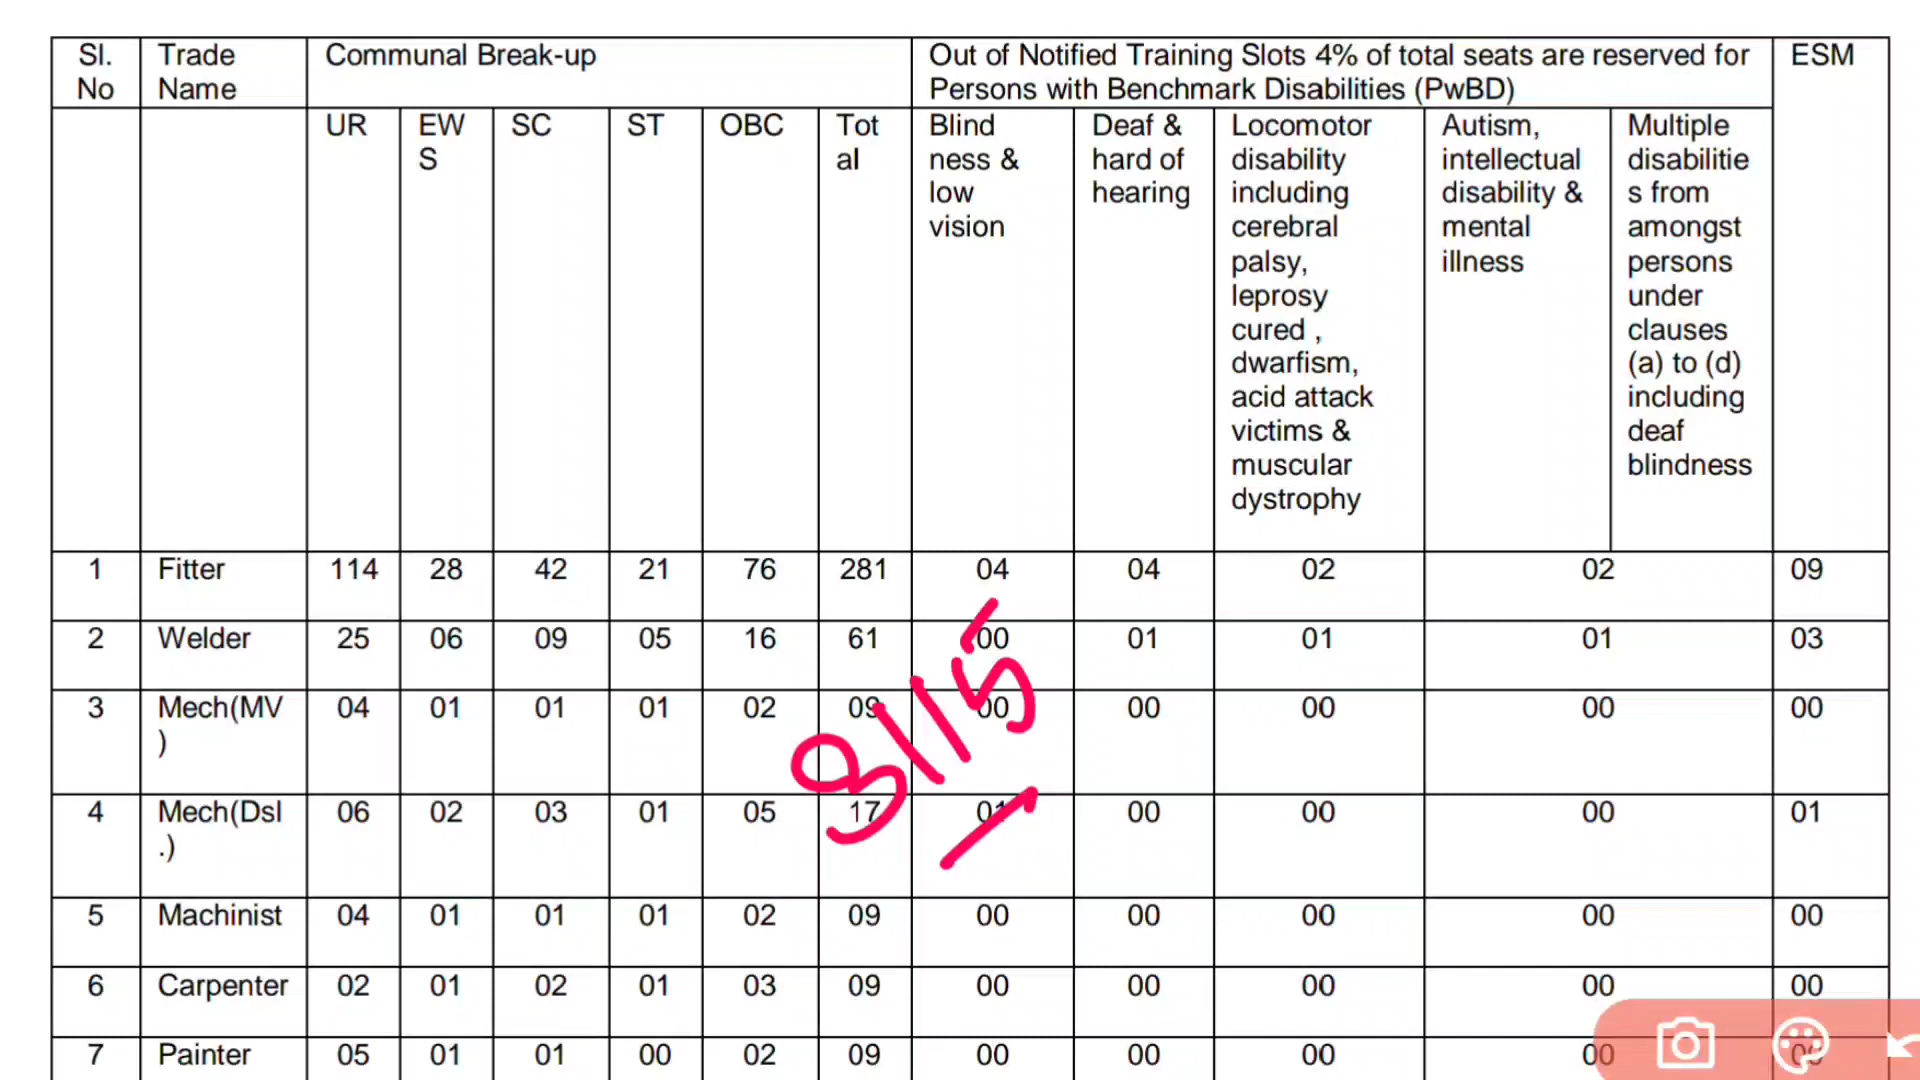 Sl. No Trade Name Communal Break-up Out of Notified Training Slots 4% of total seats are reserved for Persons with Benchmark Disabilities (PwBD) ESM
UR EWS SC ST OBC Total Blind ness & low vision Deaf & hard of hearing Locomotor disability including cerebral palsy, leprosy cured , dwarfism, acid attack victims & muscular dystrophy Autism, intellectual disability & mental illness Multiple disabilities from amongst persons under clauses (a) to (d) including deaf blindness
1 Fitter 114 28 42 21 76 281 04 04 02 02 09
2 Welder 25 06 09 05 16 61 00 01 01 01 03
3 Mech(MV) 04 01 01 01 02 09 00 00 00 00 00
4 Mech(Dsl.) 06 02 03 01 05 17 01 00 00 00 01
5 Machinist 04 01 01 01 02 09 00 00 00 00 00
6 Carpenter 02 01 02 01 03 09 00 00 00 00 00
7 Painter 05 01 01 00 02 09 00 00 00 00 00